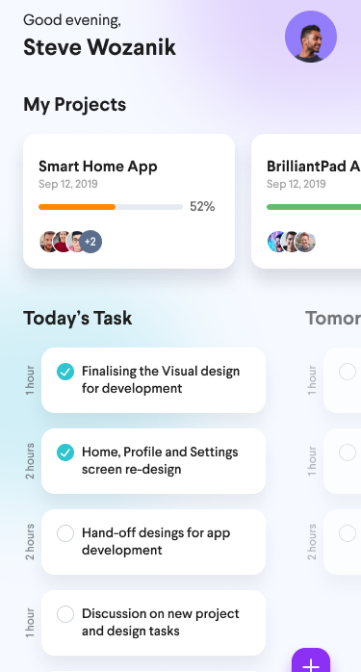 Good evening,
Steve Wozanik
My Projects
Smart Home App
Sep 12, 2019
52%
+2
BrilliantPad A
Sep 12, 2019
Today's Task
Tomor
1 hour
Finalising the Visual design
for development
1 hour
2 hours
Home, Profile and Settings
screen re-design
1 hour
2 hours
Hand-off desings for app
development
2 hours
1 hour
Discussion on new project
and design tasks